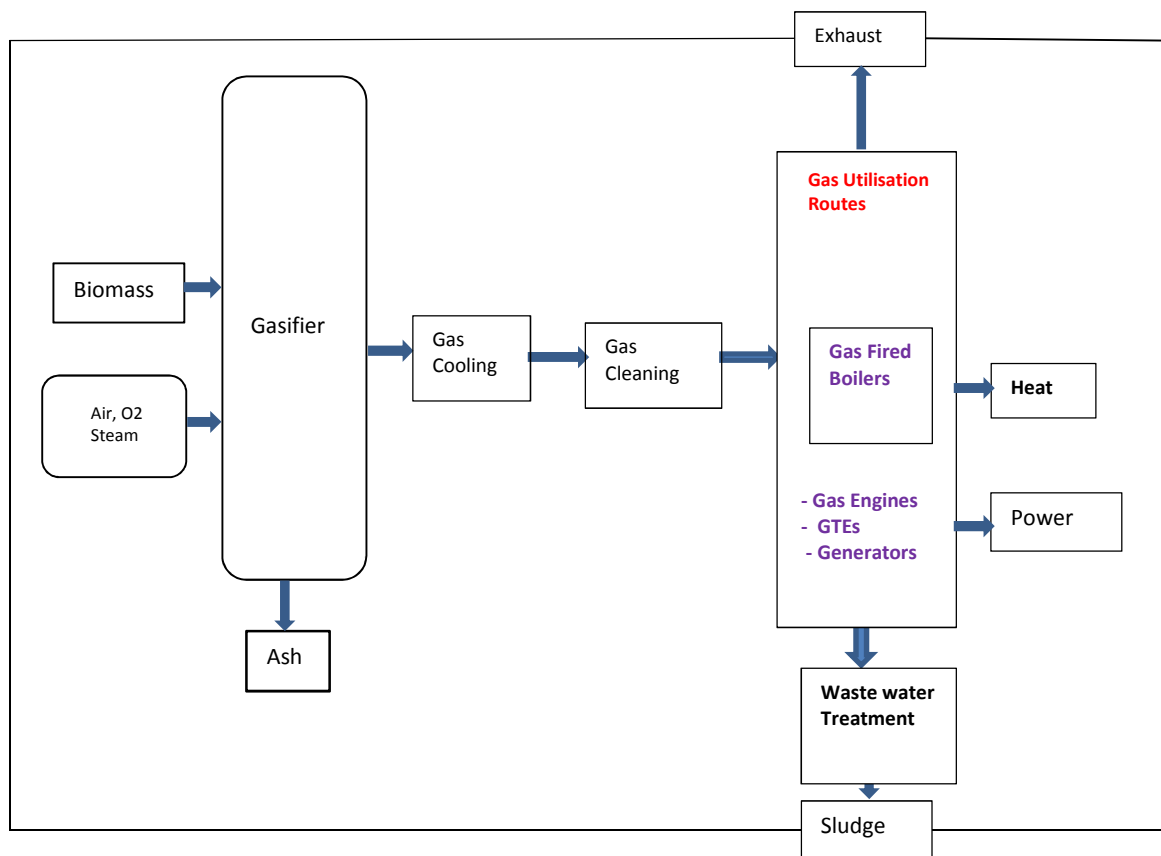 Exhaust
Gas Utilisation
Routes
Biomass
Gasifier
Air, O2
Steam
Gas
Cooling
Gas
Cleaning
Gas Fired
Boilers
Heat
- Gas Engines
- GTEs
- Generators
Power
Ash
Waste water
Treatment
Sludge